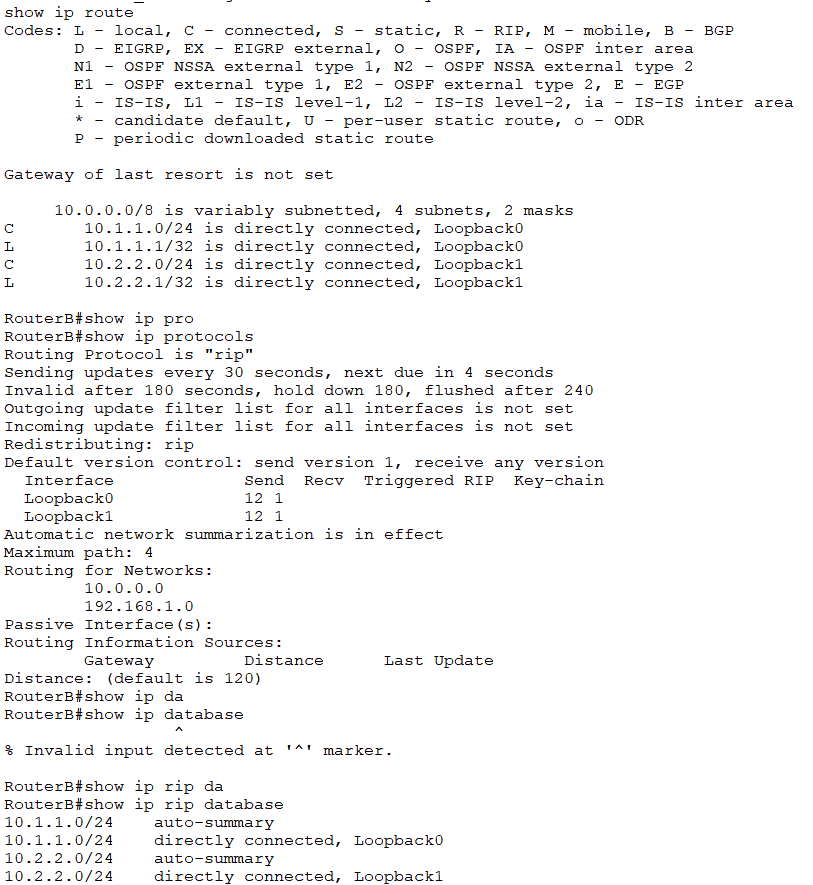 show ip route
Codes: L - local, C - connected, S - static, R - RIP, M - mobile, B - BGP
       D - EIGRP, EX - EIGRP external, O - OSPF, IA - OSPF inter area
       N1 - OSPF NSSA external type 1, N2 - OSPF NSSA external type 2
       E1 - OSPF external type 1, E2 - OSPF external type 2, E - EGP
       i - IS-IS, L1 - IS-IS level-1, L2 - IS-IS level-2, ia - IS-IS inter area
       * - candidate default, U - per-user static route, o - ODR
       P - periodic downloaded static route

Gateway of last resort is not set

     10.0.0.0/8 is variably subnetted, 4 subnets, 2 masks
C       10.1.1.0/24 is directly connected, Loopback0
L       10.1.1.1/32 is directly connected, Loopback0
C       10.2.2.0/24 is directly connected, Loopback1
L       10.2.2.1/32 is directly connected, Loopback1

RouterB#show ip pro
RouterB#show ip protocols
Routing Protocol is "rip"
Sending updates every 30 seconds, next due in 4 seconds
Invalid after 180 seconds, hold down 180, flushed after 240
Outgoing update filter list for all interfaces is not set
Incoming update filter list for all interfaces is not set
Redistributing: rip
Default version control: send version 1, receive any version
  Interface             Send  Recv  Triggered RIP  Key-chain
  Loopback0             12 1
  Loopback1             12 1
Automatic network summarization is in effect
Maximum path: 4
Routing for Networks:
        10.0.0.0
        192.168.1.0
Passive Interface(s):
Routing Information Sources:
        Gateway         Distance      Last Update
Distance: (default is 120)
RouterB#show ip da
RouterB#show ip database
                 ^
% Invalid input detected at '^' marker.

RouterB#show ip rip da
RouterB#show ip rip database
10.1.1.0/24    auto-summary
10.1.1.0/24    directly connected, Loopback0
10.2.2.0/24    auto-summary
10.2.2.0/24    directly connected, Loopback1